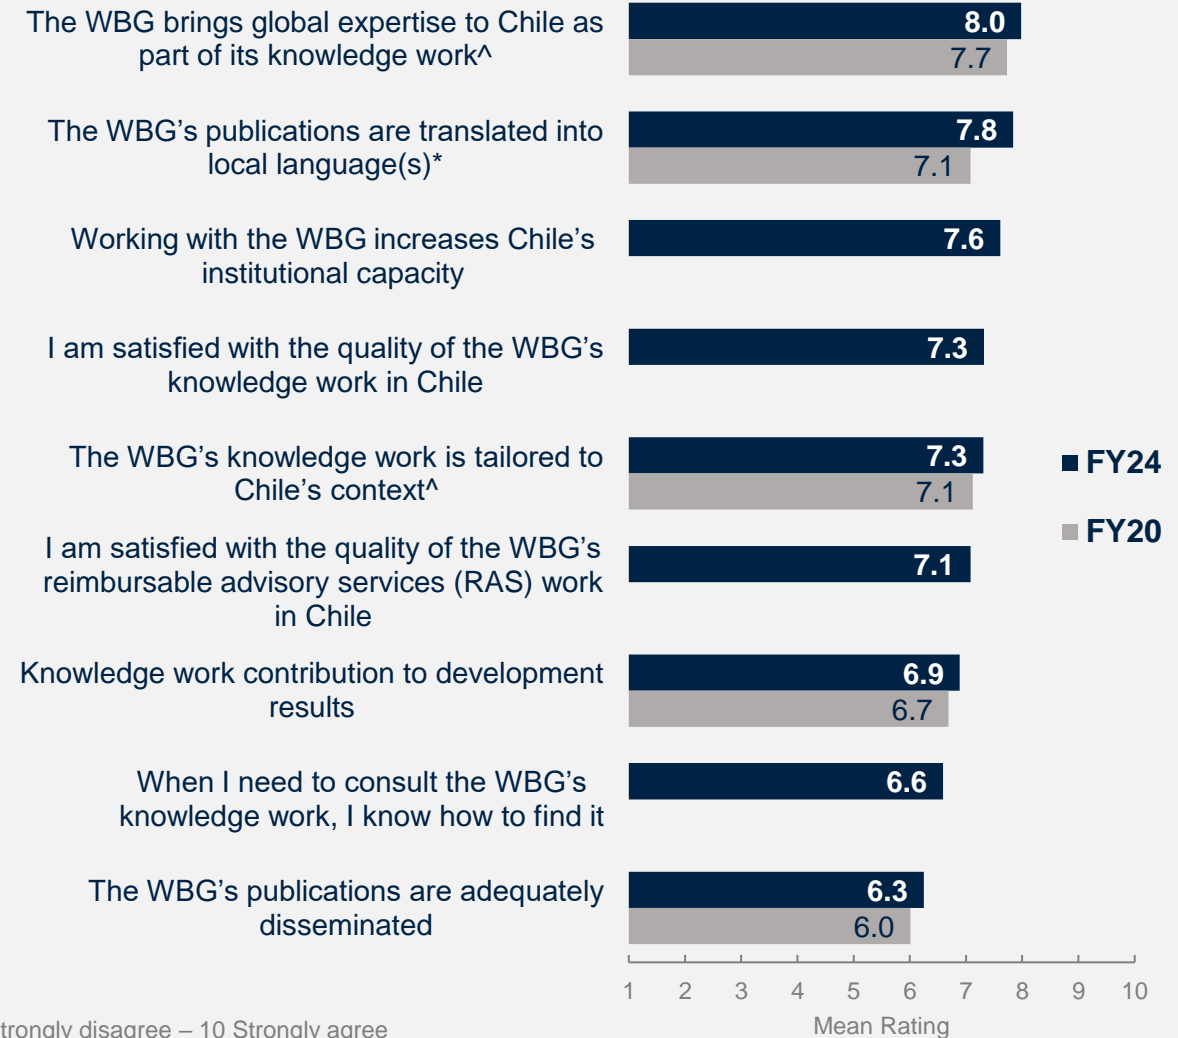 The WBG brings global expertise to Chile as
part of its knowledge work^
8.0
7.7
The WBG’s publications are translated into
local language(s)*
7.8
7.1
Working with the WBG increases Chile’s
institutional capacity
7.6
I am satisfied with the quality of the WBG’s
knowledge work in Chile
7.3
The WBG’s knowledge work is tailored to
Chile’s context^
7.3
7.1
FY24
FY20
I am satisfied with the quality of the WBG’s
reimbursable advisory services (RAS) work
in Chile
7.1
Knowledge work contribution to development
results
6.9
6.7
When I need to consult the WBG’s
knowledge work, I know how to find it
6.6
The WBG’s publications are adequately
disseminated
6.3
6.0
1 2 3 4 5 6 7 8 9 10
Mean Rating
disagree – 10 Strongly agree